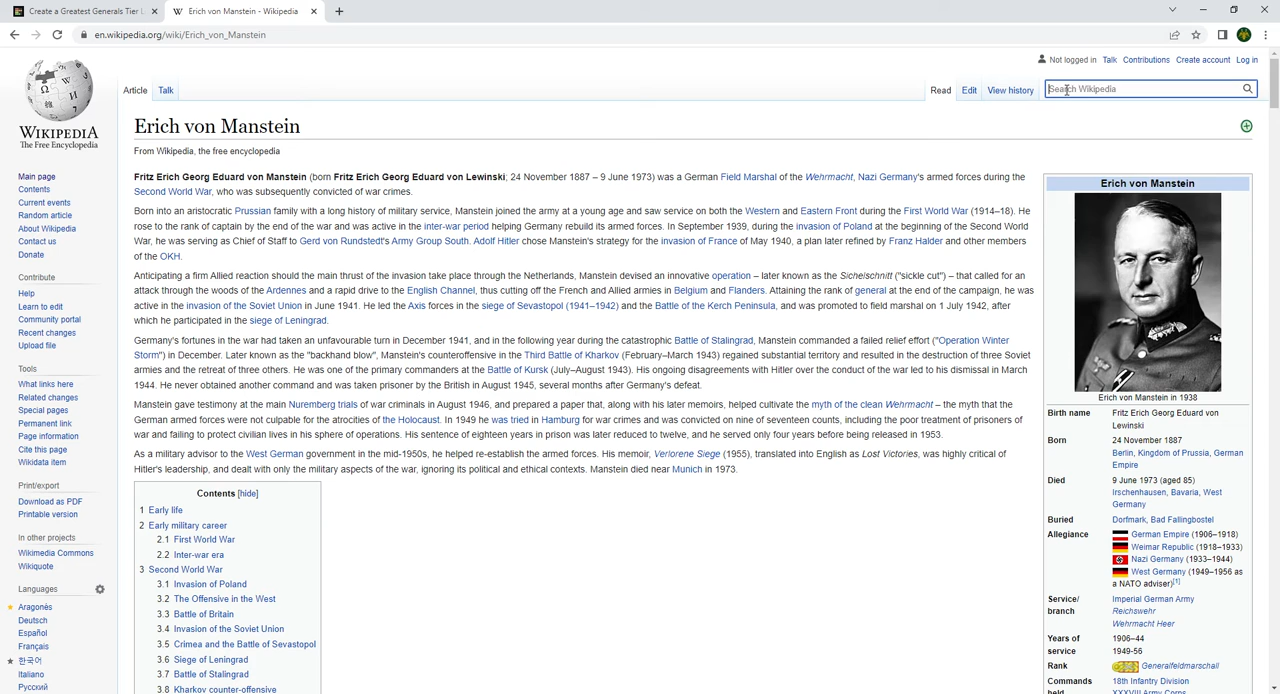 Create a Greatest Generals Tier L
Erich von Manstein - Wikipedia
en.wikipedia.org/wiki/Erich_von_Manstein
Not logged in Talk Contributions Create account Log in
Article Talk
Read Edit View history
Search Wikipedia
WIKIPEDIA
The Free Encyclopedia
Main page
Contents
Current events
Random article
About Wikipedia
Contact us
Donate
Contribute
Help
Learn to edit
Community portal
Recent changes
Upload file
Tools
What links here
Related changes
Special pages
Permanent link
Page information
Cite this page
Wikidata item
Print/export
Download as PDF
Printable version
In other projects
Wikimedia Commons
Wikiquote
Languages
Aragonés
Deutsch
Español
Français
한국어
Italiano
Русский
Erich von Manstein
From Wikipedia, the free encyclopedia
Fritz Erich Georg Eduard von Manstein (born Fritz Erich Georg Eduard von Lewinski; 24 November 1887 – 9 June 1973) was a German Field Marshal of the Wehrmacht, Nazi Germany's armed forces during the
Second World War, who was subsequently convicted of war crimes.
Born into an aristocratic Prussian family with a long history of military service, Manstein joined the army at a young age and saw service on both the Western and Eastern Front during the First World War (1914–18). He
rose to the rank of captain by the end of the war and was active in the inter-war period helping Germany rebuild its armed forces. In September 1939, during the invasion of Poland at the beginning of the Second World
War, he was serving as Chief of Staff to Gerd von Rundstedt's Army Group South. Adolf Hitler chose Manstein's strategy for the invasion of France of May 1940, a plan later refined by Franz Halder and other members
of the OKH.
Anticipating a firm Allied reaction should the main thrust of the invasion take place through the Netherlands, Manstein devised an innovative operation – later known as the Sichelschnitt ("sickle cut") – that called for an
attack through the woods of the Ardennes and a rapid drive to the English Channel, thus cutting off the French and Allied armies in Belgium and Flanders. Attaining the rank of general at the end of the campaign, he was
active in the invasion of the Soviet Union in June 1941. He led the Axis forces in the siege of Sevastopol (1941–1942) and the Battle of the Kerch Peninsula, and was promoted to field marshal on 1 July 1942, after
which he participated in the siege of Leningrad.
Germany's fortunes in the war had taken an unfavourable turn in December 1941, and in the following year during the catastrophic Battle of Stalingrad, Manstein commanded a failed relief effort ("Operation Winter
Storm") in December. Later known as the "backhand blow", Manstein's counteroffensive in the Third Battle of Kharkov (February–March 1943) regained substantial territory and resulted in the destruction of three Soviet
armies and the retreat of three others. He was one of the primary commanders at the Battle of Kursk (July–August 1943). His ongoing disagreements with Hitler over the conduct of the war led to his dismissal in March
1944. He never obtained another command and was taken prisoner by the British in August 1945, several months after Germany's defeat.
Manstein gave testimony at the main Nuremberg trials of war criminals in August 1946, and prepared a paper that, along with his later memoirs, helped cultivate the myth of the clean Wehrmacht – the myth that the
German armed forces were not culpable for the atrocities of the Holocaust. In 1949 he was tried in Hamburg for war crimes and was convicted on nine of seventeen counts, including the poor treatment of prisoners of
war and failing to protect civilian lives in his sphere of operations. His sentence of eighteen years in prison was later reduced to twelve, and he served only four years before being released in 1953.
As a military advisor to the West German government in the mid-1950s, he helped re-establish the armed forces. His memoir, Verlorene Siege (1955), translated into English as Lost Victories, was highly critical of
Hitler's leadership, and dealt with only the military aspects of the war, ignoring its political and ethical contexts. Manstein died near Munich in 1973.
Contents [hide]
1 Early life
2 Early military career
2.1 First World War
2.2 Inter-war era
3 Second World War
3.1 Invasion of Poland
3.2 The Offensive in the West
3.3 Battle of Britain
3.4 Invasion of the Soviet Union
3.5 Crimea and the Battle of Sevastopol
3.6 Siege of Leningrad
3.7 Battle of Stalingrad
3.8 Kharkov counter-offensive
Erich von Manstein
Erich von Manstein in 1938
Birth name Fritz Erich Georg Eduard von
Lewinski
Born 24 November 1887
Berlin, Kingdom of Prussia, German
Empire
Died 9 June 1973 (aged 85)
Irschenhausen, Bavaria, West
Germany
Buried Dorfmark, Bad Fallingbostel
Allegiance German Empire (1906–1918)
Weimar Republic (1918–1933)
Nazi Germany (1933–1944)
West Germany (1949–1956 as
a NATO adviser)[1]
Service/ Imperial German Army
branch Reichswehr
Wehrmacht Heer
Years of 1906–44
service 1949-56
Rank Generalfeldmarschall
Commands 18th Infantry Division
held XXXVIII Army Corps